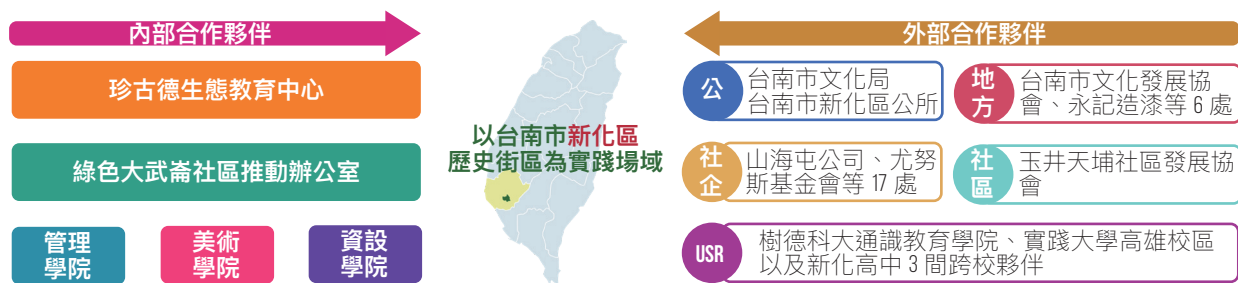 內部合作夥伴
珍古德生態教育中心
綠色大武崙社區推動辦公室
管理
學院
美術
學院
資設
學院
以台南市新化區
歷史街區為實踐場域
外部合作夥伴
公
台南市文化局
台南市新化區公所
地
方
台南市文化發展協
會、永記造漆等 6 處
社
企
山海屯公司、尤努
斯基金會等 17 處
社
區
玉井天埔社區發展協
會
USR
樹德科大通識教育學院、實踐大學高雄校區
以及新化高中 3 間跨校夥伴